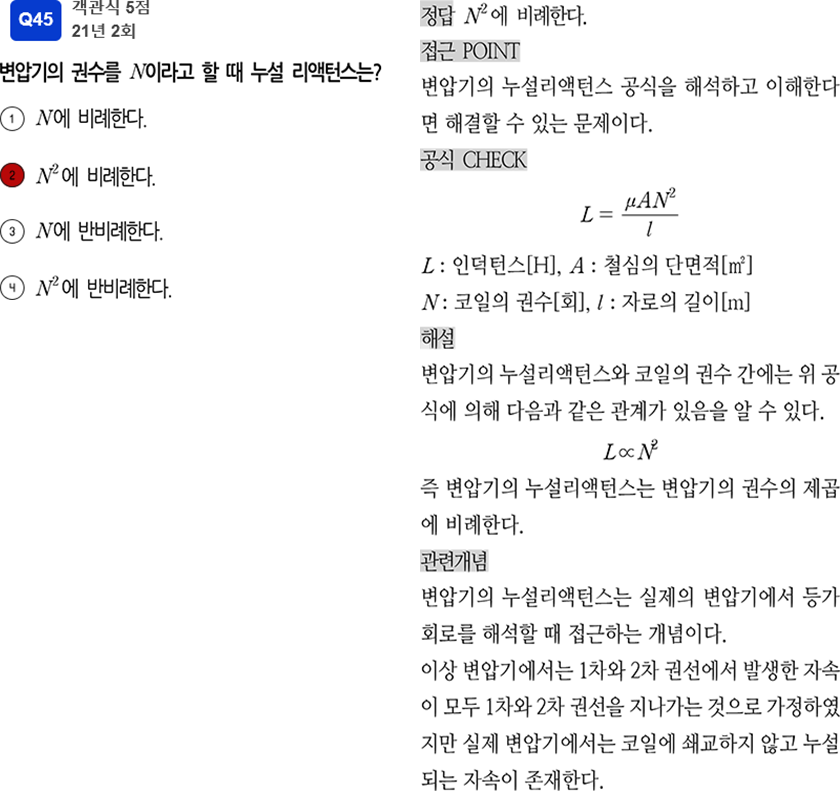 Q45
객관식 5점
21년 2회
변압기의 권수를 N이라고 할 때 누설 리액턴스는?
1 N에 비례한다.
2 N²에 비례한다.
3 N에 반비례한다.
4 N²에 반비례한다.
정답 N²에 비례한다.
접근 POINT
변압기의 누설리액턴스 공식을 해석하고 이해한다
면 해결할 수 있는 문제이다.
공식 CHECK
L = μAN² / l
L : 인덕턴스[H], A : 철심의 단면적[㎡]
N : 코일의 권수[회], l : 자로의 길이[m]
해설
변압기의 누설리액턴스와 코일의 권수 간에는 위 공
식에 의해 다음과 같은 관계가 있음을 알 수 있다.
L∝N²
즉 변압기의 누설리액턴스는 변압기의 권수의 제곱
에 비례한다.
관련개념
변압기의 누설리액턴스는 실제의 변압기에서 등가
회로를 해석할 때 접근하는 개념이다.
이상 변압기에서는 1차와 2차 권선에서 발생한 자속
이 모두 1차와 2차 권선을 지나가는 것으로 가정하였
지만 실제 변압기에서는 코일에 쇄교하지 않고 누설
되는 자속이 존재한다.